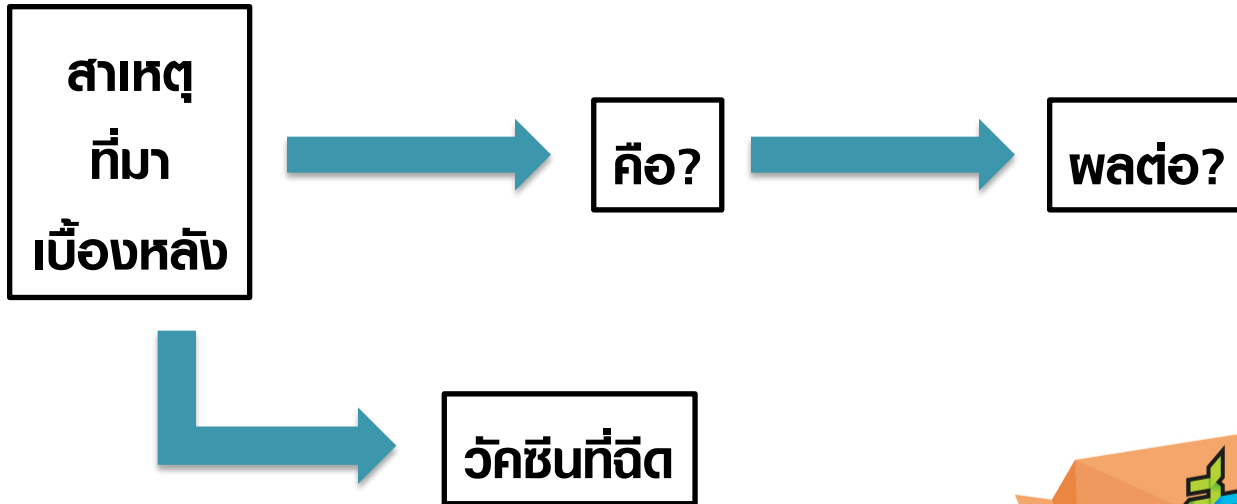 สาเหตุ
ที่มา
เบื้องหลัง
คือ?
ผลต่อ?
วัคซีนที่ฉีด